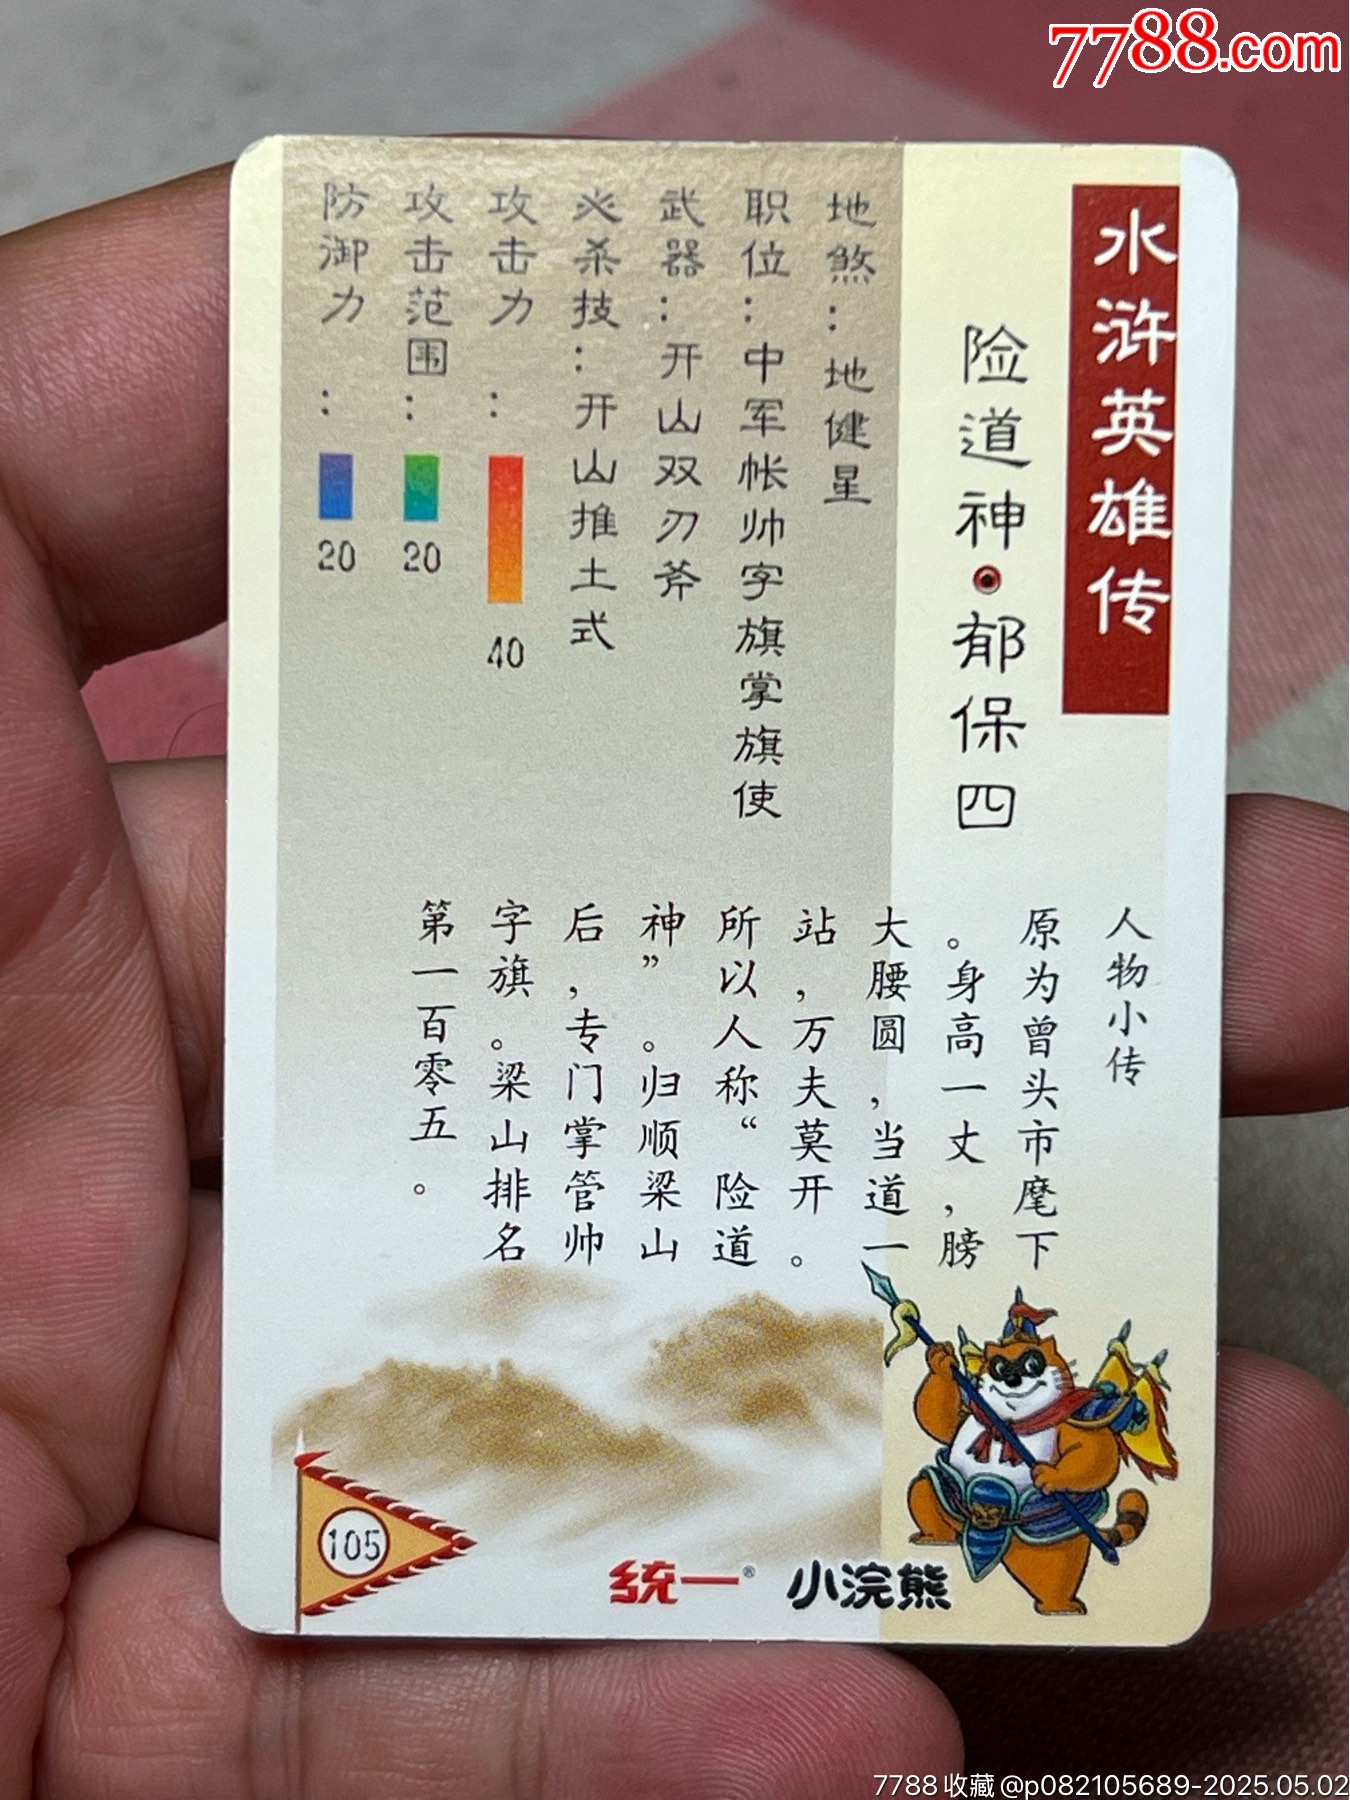 7788.com
水浒英雄传
险道神·郁保四
地煞：地健星
职位：中军帐帅字旗掌旗使
武器：开山双刃斧
必杀技：开山推土式
攻击力：40
攻击范围：20
防御力：20
人物小传
原为曾头市麾下
。身高一丈，膀
大腰圆，当道一
站，万夫莫开。
所以人称“险道
神”。归顺梁山
后，专门掌管帅
字旗。梁山排名
第一百零五。
105
统一® 小浣熊
7788收藏@p082105689-2025.05.02